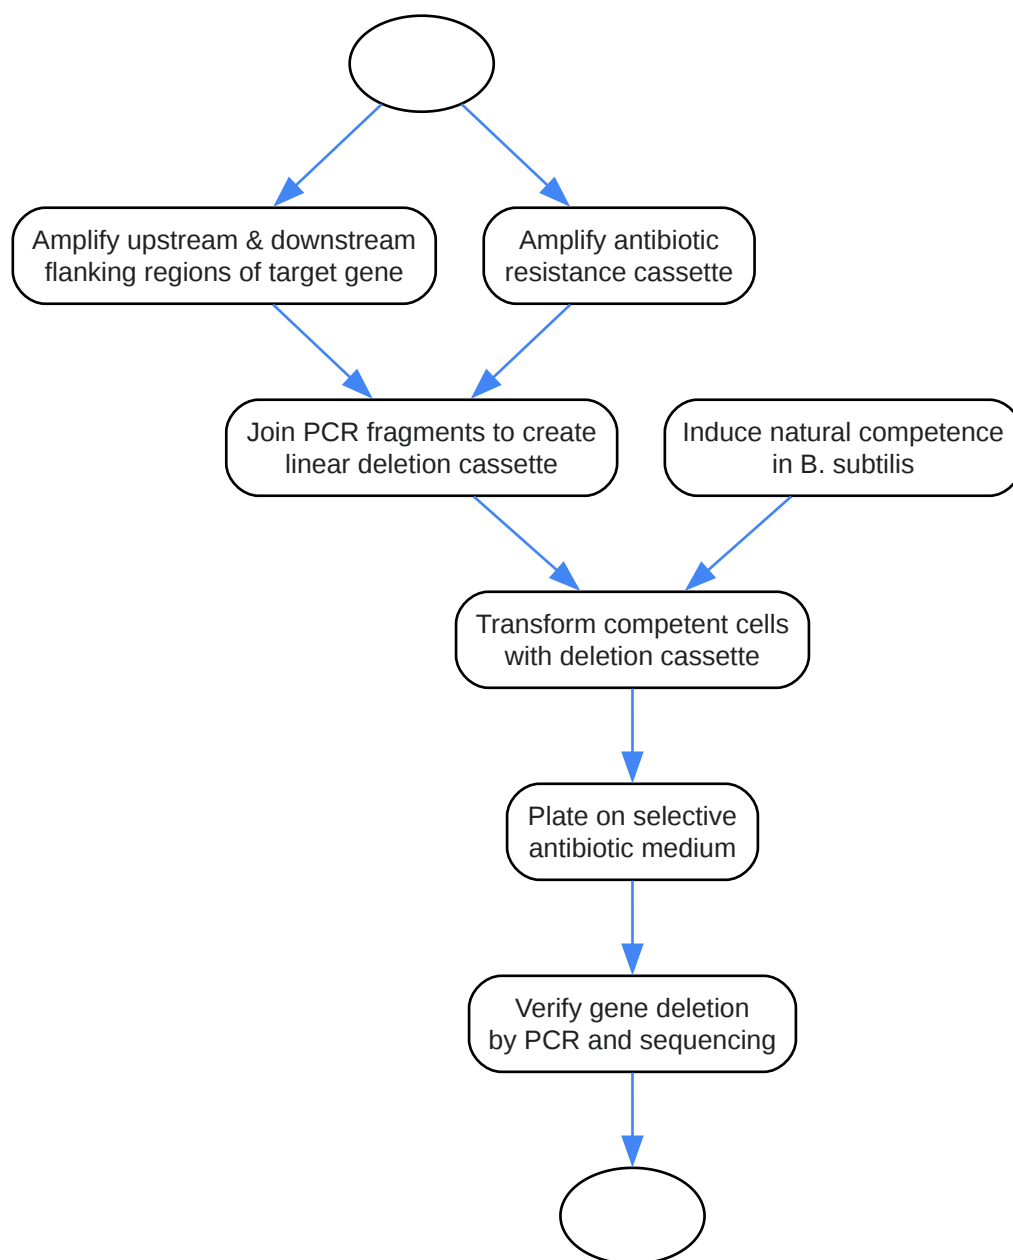 Amplify upstream & downstream
flanking regions of target gene
Amplify antibiotic
resistance cassette
Join PCR fragments to create
linear deletion cassette
Induce natural competence
in B. subtilis
Transform competent cells
with deletion cassette
Plate on selective
antibiotic medium
Verify gene deletion
by PCR and sequencing